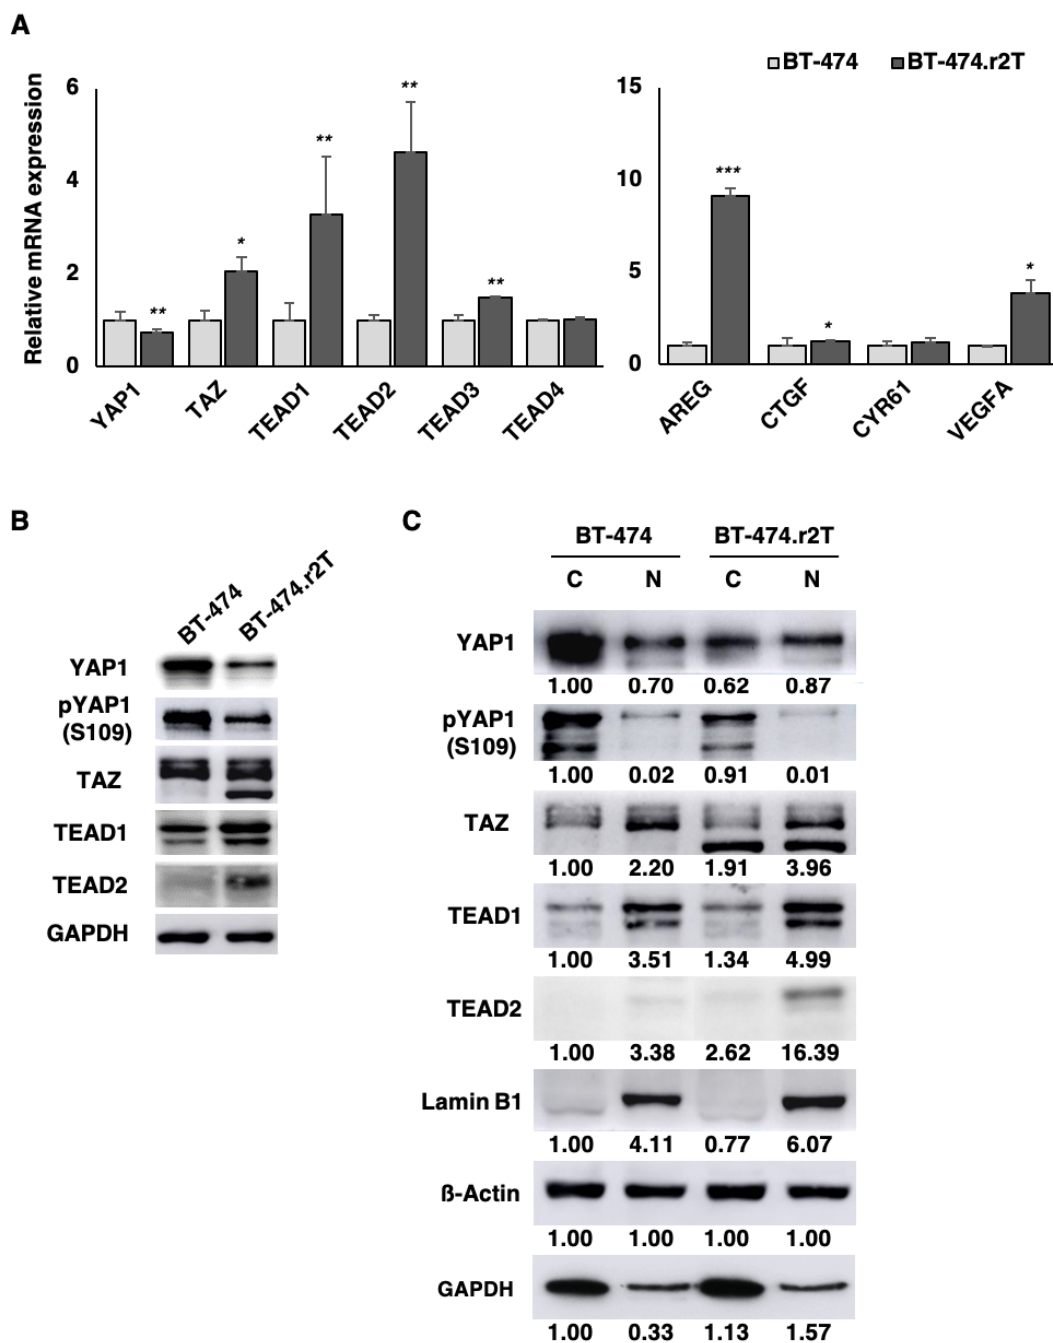 A
BT-474 BT-474.r2T
Relative mRNA expression
6
4
2
0
YAP1 TAZ TEAD1 TEAD2 TEAD3 TEAD4
** * ** ** **
15
10
5
0
AREG CTGF CYR61 VEGFA
*** * *
B
BT-474 BT-474.r2T
YAP1
pYAP1
(S109)
TAZ
TEAD1
TEAD2
GAPDH
C
BT-474 BT-474.r2T
C N C N
YAP1
1.00 0.70 0.62 0.87
pYAP1
(S109)
1.00 0.02 0.91 0.01
TAZ
1.00 2.20 1.91 3.96
TEAD1
1.00 3.51 1.34 4.99
TEAD2
1.00 3.38 2.62 16.39
Lamin B1
1.00 4.11 0.77 6.07
ß-Actin
1.00 1.00 1.00 1.00
GAPDH
1.00 0.33 1.13 1.57